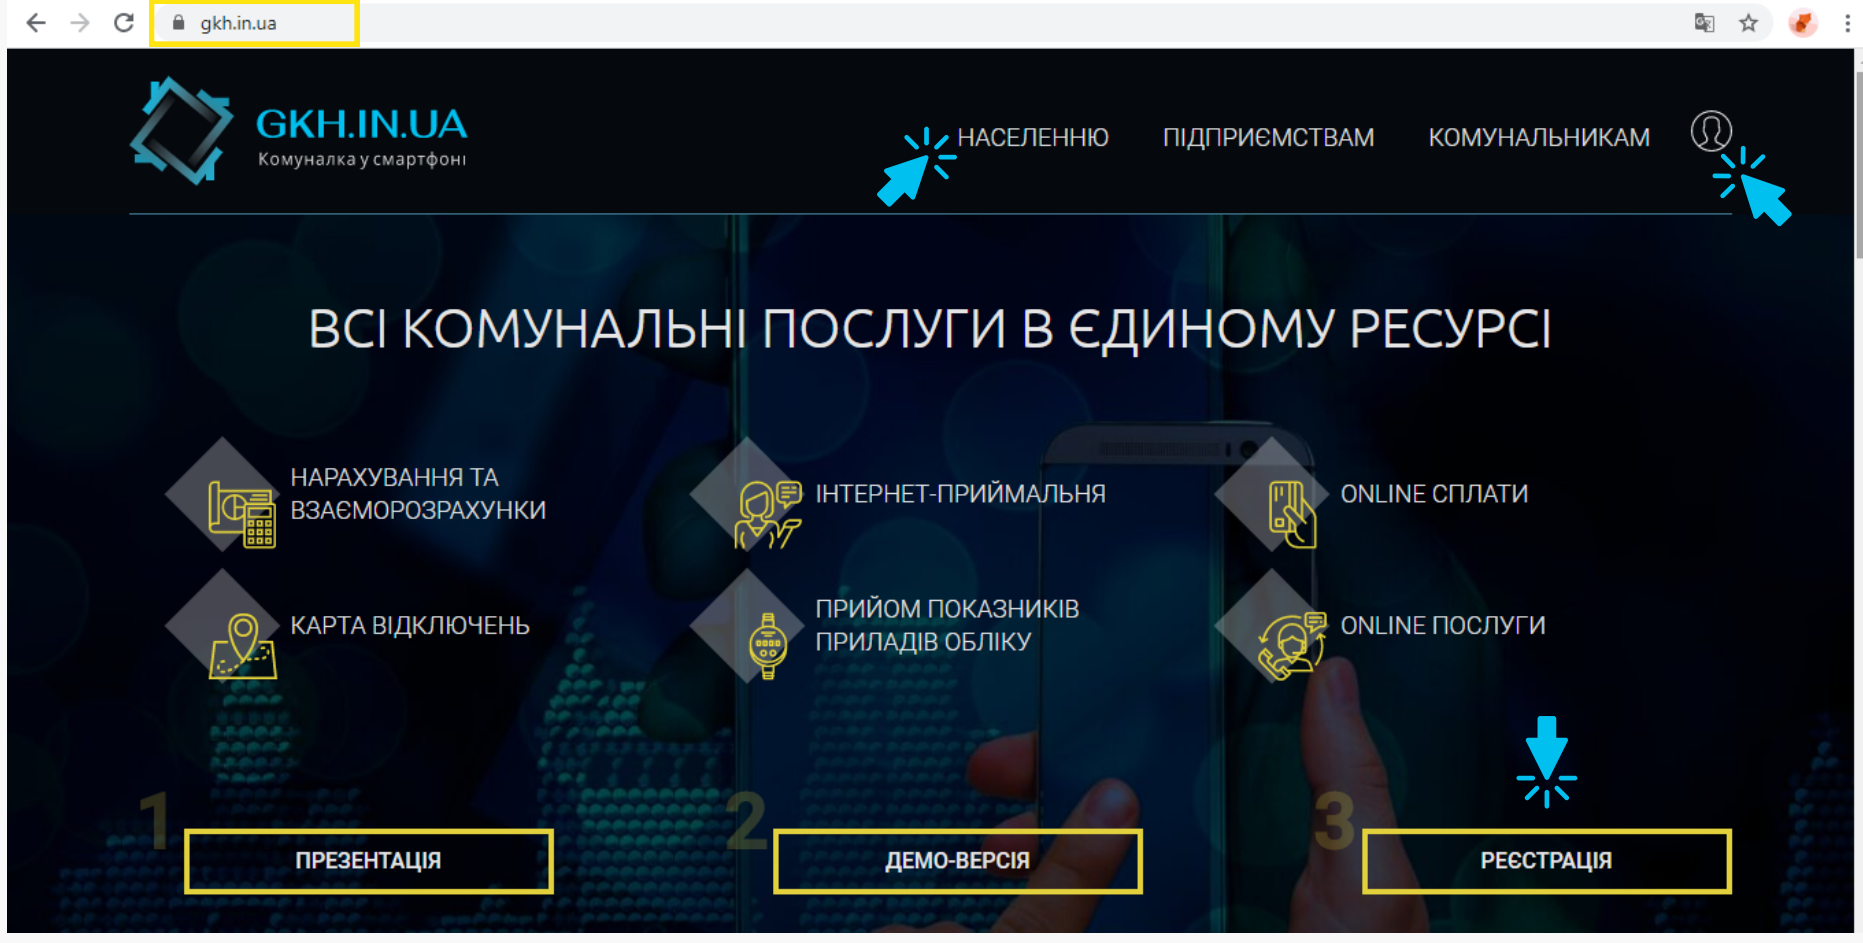 gkh.in.ua
GKH.IN.UA
Комуналка у смартфоні
НАСЕЛЕННЮ
ПІДПРИЄМСТВАМ
КОМУНАЛЬНИКАМ
ВСІ КОМУНАЛЬНІ ПОСЛУГИ В ЄДИНОМУ РЕСУРСІ
НАРАХУВАННЯ ТА
ВЗАЄМОРОЗРАХУНКИ
ІНТЕРНЕТ-ПРИЙМАЛЬНЯ
ONLINE СПЛАТИ
КАРТА ВІДКЛЮЧЕНЬ
ПРИЙОМ ПОКАЗНИКІВ
ПРИЛАДІВ ОБЛІКУ
ONLINE ПОСЛУГИ
1
ПРЕЗЕНТАЦІЯ
2
ДЕМО-ВЕРСІЯ
3
РЕЄСТРАЦІЯ